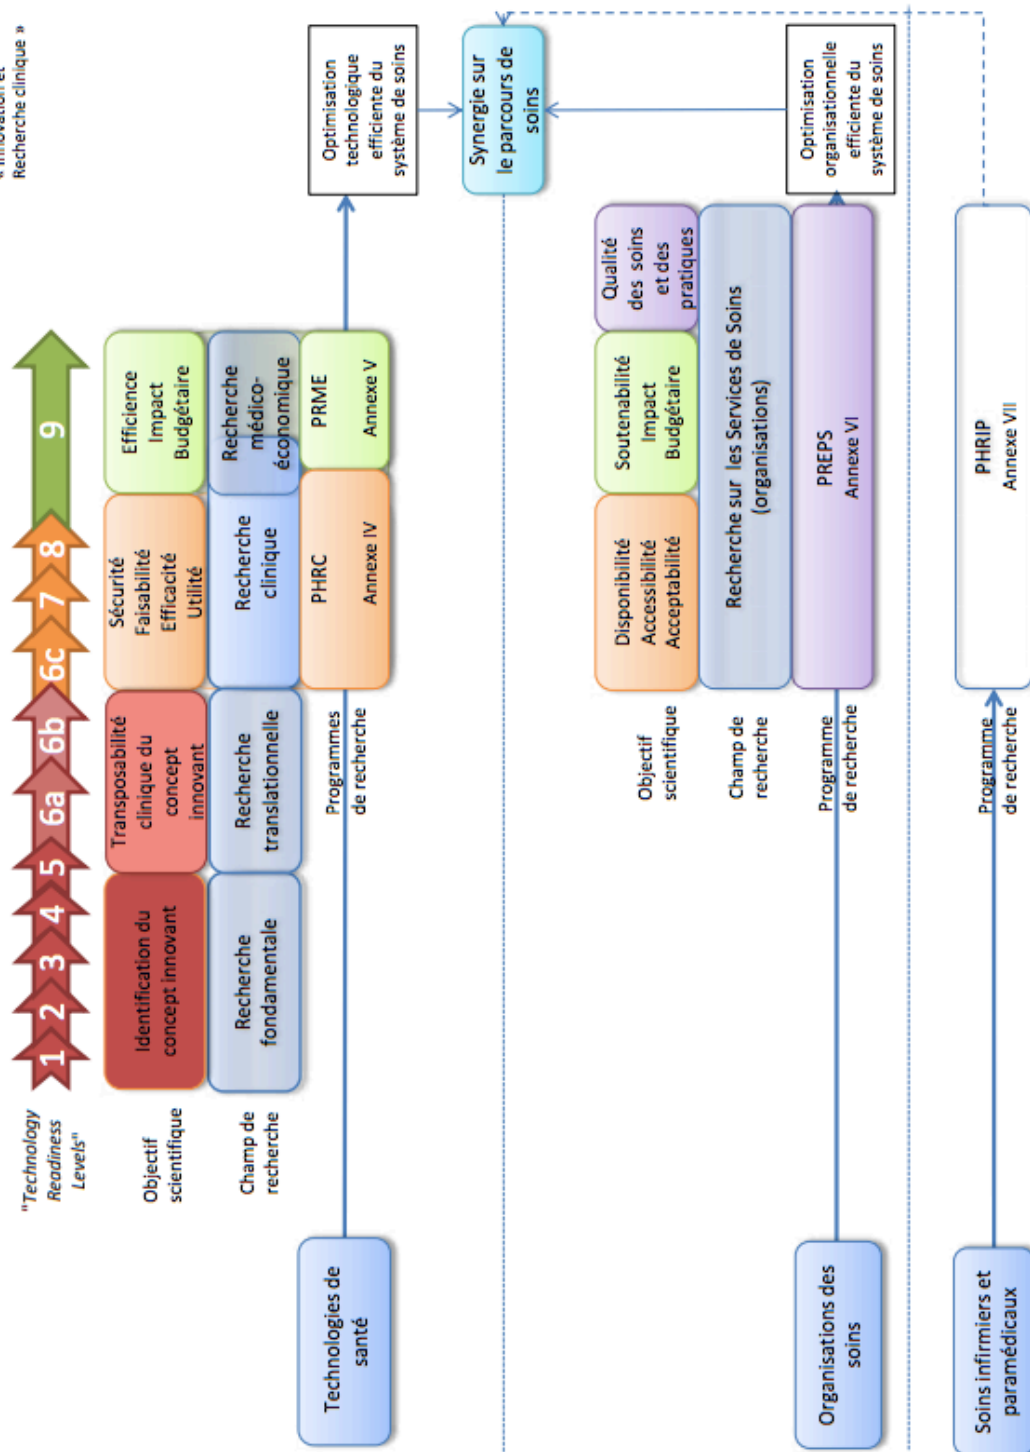 « Innovation et
Recherche clinique »
"Technology
Readiness
Levels"
1
2
3
4
5
6a
6b
6c
7
8
9
Objectif
scientifique
Identification du
concept innovant
Transposabilité
clinique du
concept
innovant
Sécurité
Faisabilité
Efficacité
Utilité
Efficience
Impact
Budgétaire
Champ de
recherche
Recherche
fondamentale
Recherche
translationnelle
Recherche
clinique
Recherche
médico-
économique
Technologies de
santé
Programmes
de recherche
PHRC
Annexe IV
PRME
Annexe V
Optimisation
technologique
efficiente du
système de soins
Synergie sur
le parcours de
soins
Objectif
scientifique
Disponibilité
Accessibilité
Acceptabilité
Soutenabilité
Impact
Budgétaire
Qualité
des soins
et des
pratiques
Champ de
recherche
Recherche sur les Services de Soins
(organisations)
Organisations des
soins
Programme
de recherche
PREPS
Annexe VI
Optimisation
organisationnelle
efficiente du
système de soins
Soins infirmiers et
paramédicaux
Programme
de recherche
PHRIP
Annexe VII